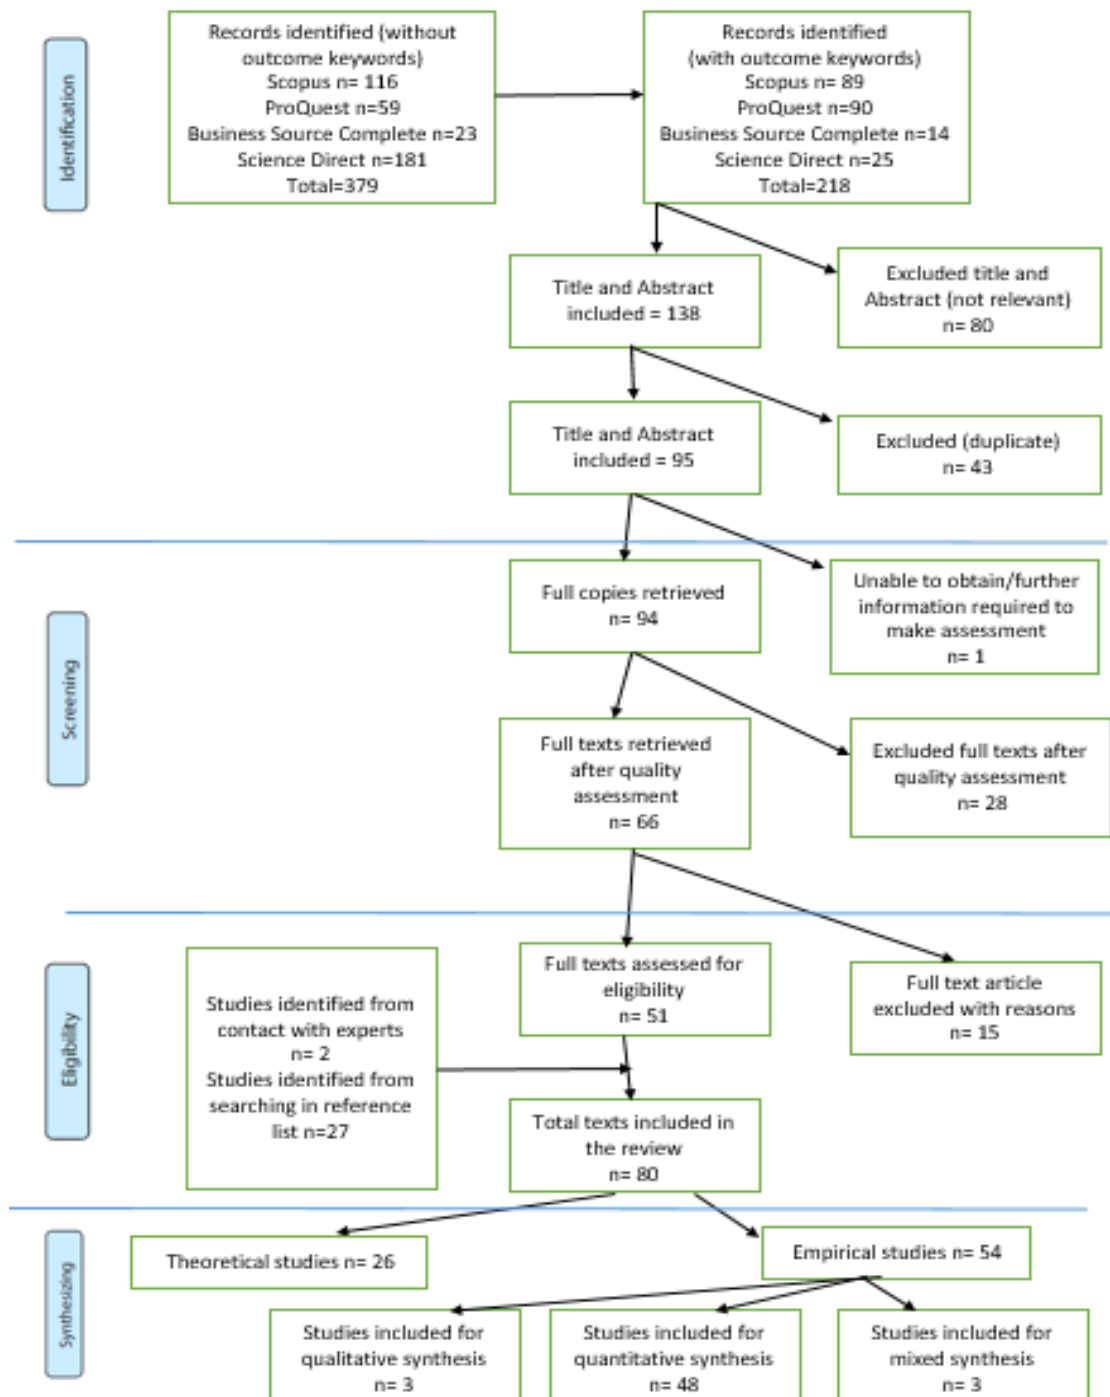 Identification
Records identified (without
outcome keywords)
Scopus n= 116
ProQuest n=59
Business Source Complete n=23
Science Direct n=181
Total=379
Records identified
(with outcome keywords)
Scopus n= 89
ProQuest n=90
Business Source Complete n=14
Science Direct n=25
Total=218
Title and Abstract
included = 138
Excluded title and
Abstract (not relevant)
n= 80
Title and Abstract
included = 95
Excluded (duplicate)
n= 43
Screening
Full copies retrieved
n= 94
Unable to obtain/further
information required to
make assessment
n= 1
Full texts retrieved
after quality
assessment
n= 66
Excluded full texts after
quality assessment
n= 28
Eligibility
Studies identified from
contact with experts
n= 2
Studies identified from
searching in reference
list n=27
Full texts assessed for
eligibility
n= 51
Full text article
excluded with reasons
n= 15
Total texts included in
the review
n= 80
Synthesizing
Theoretical studies n= 26
Empirical studies n= 54
Studies included for
qualitative synthesis
n= 3
Studies included for
quantitative synthesis
n= 48
Studies included for
mixed synthesis
n= 3